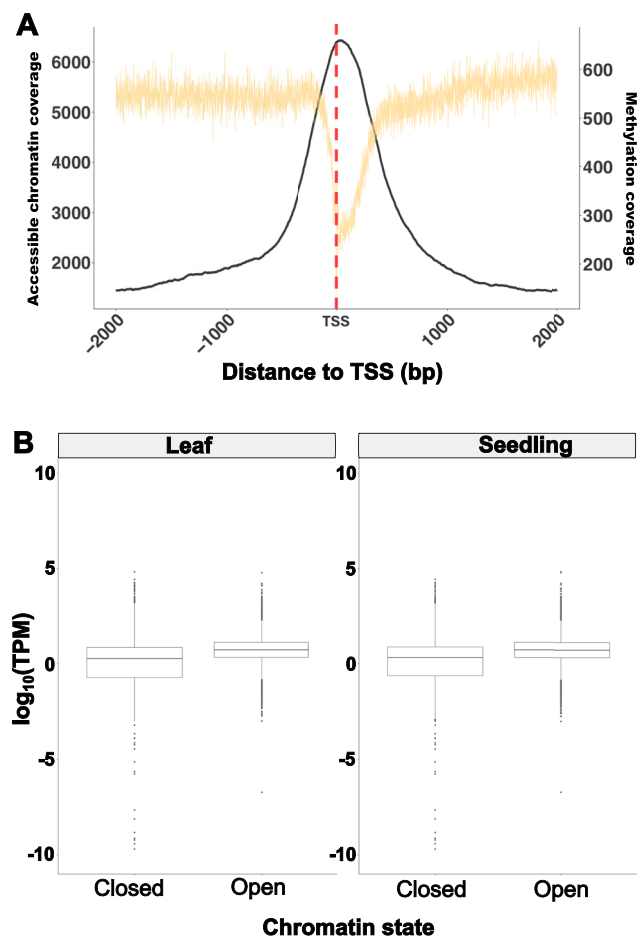 A
Accessible chromatin coverage
6000
5000
4000
3000
2000
600
500
400
300
200
Methylation coverage
−2000
−1000
TSS
1000
2000
Distance to TSS (bp)
B
Leaf
Seedling
log10(TPM)
10
5
0
-5
-10
10
5
0
-5
-10
Closed
Open
Closed
Open
Chromatin state